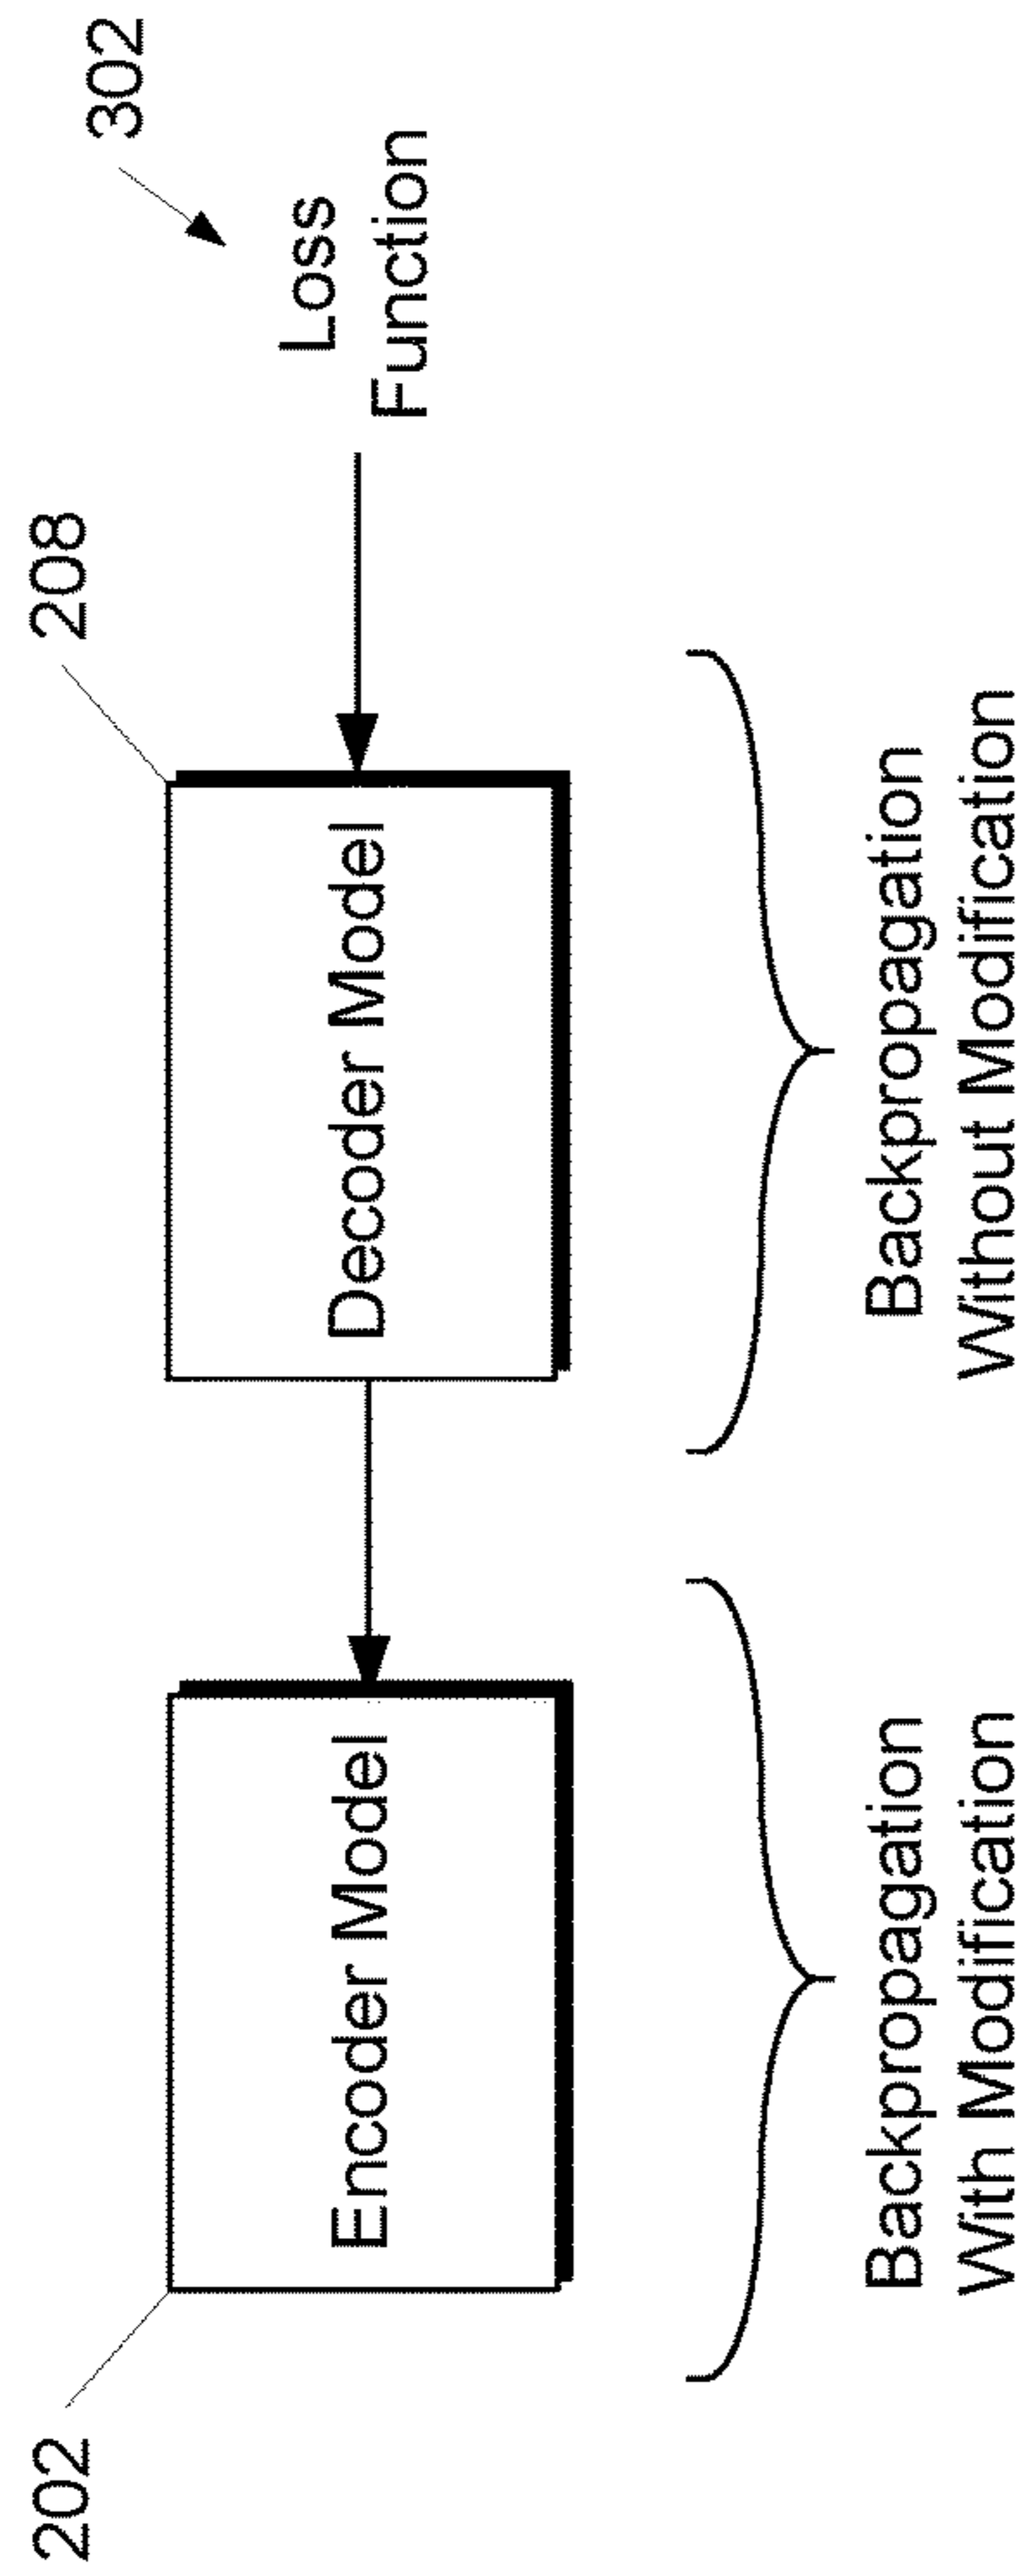 302
208
202
Loss
Function
Decoder Model
Encoder Model
Backpropagation
With Modification
Backpropagation
Without Modification